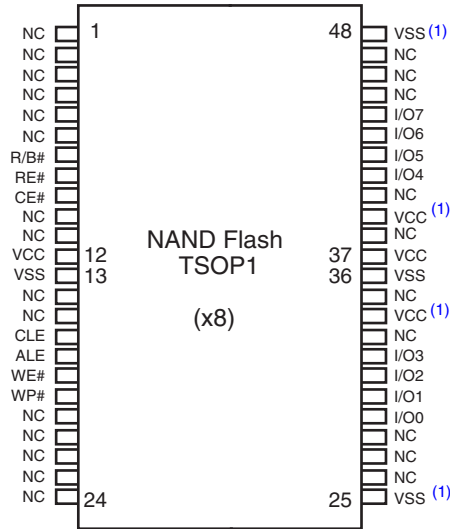 NC 1 48 VSS (1)
NC NC
NC NC
NC NC
NC I/O7
NC I/O6
R/B# I/O5
RE# I/O4
CE# NC
NC VCC (1)
NC NAND Flash NC
VCC 12 TSOP1 37 VCC
VSS 13 36 VSS
NC NC
NC (x8) VCC (1)
CLE NC
ALE I/O3
WE# I/O2
WP# I/O1
NC I/O0
NC NC
NC NC
NC NC
NC 24 25 VSS (1)